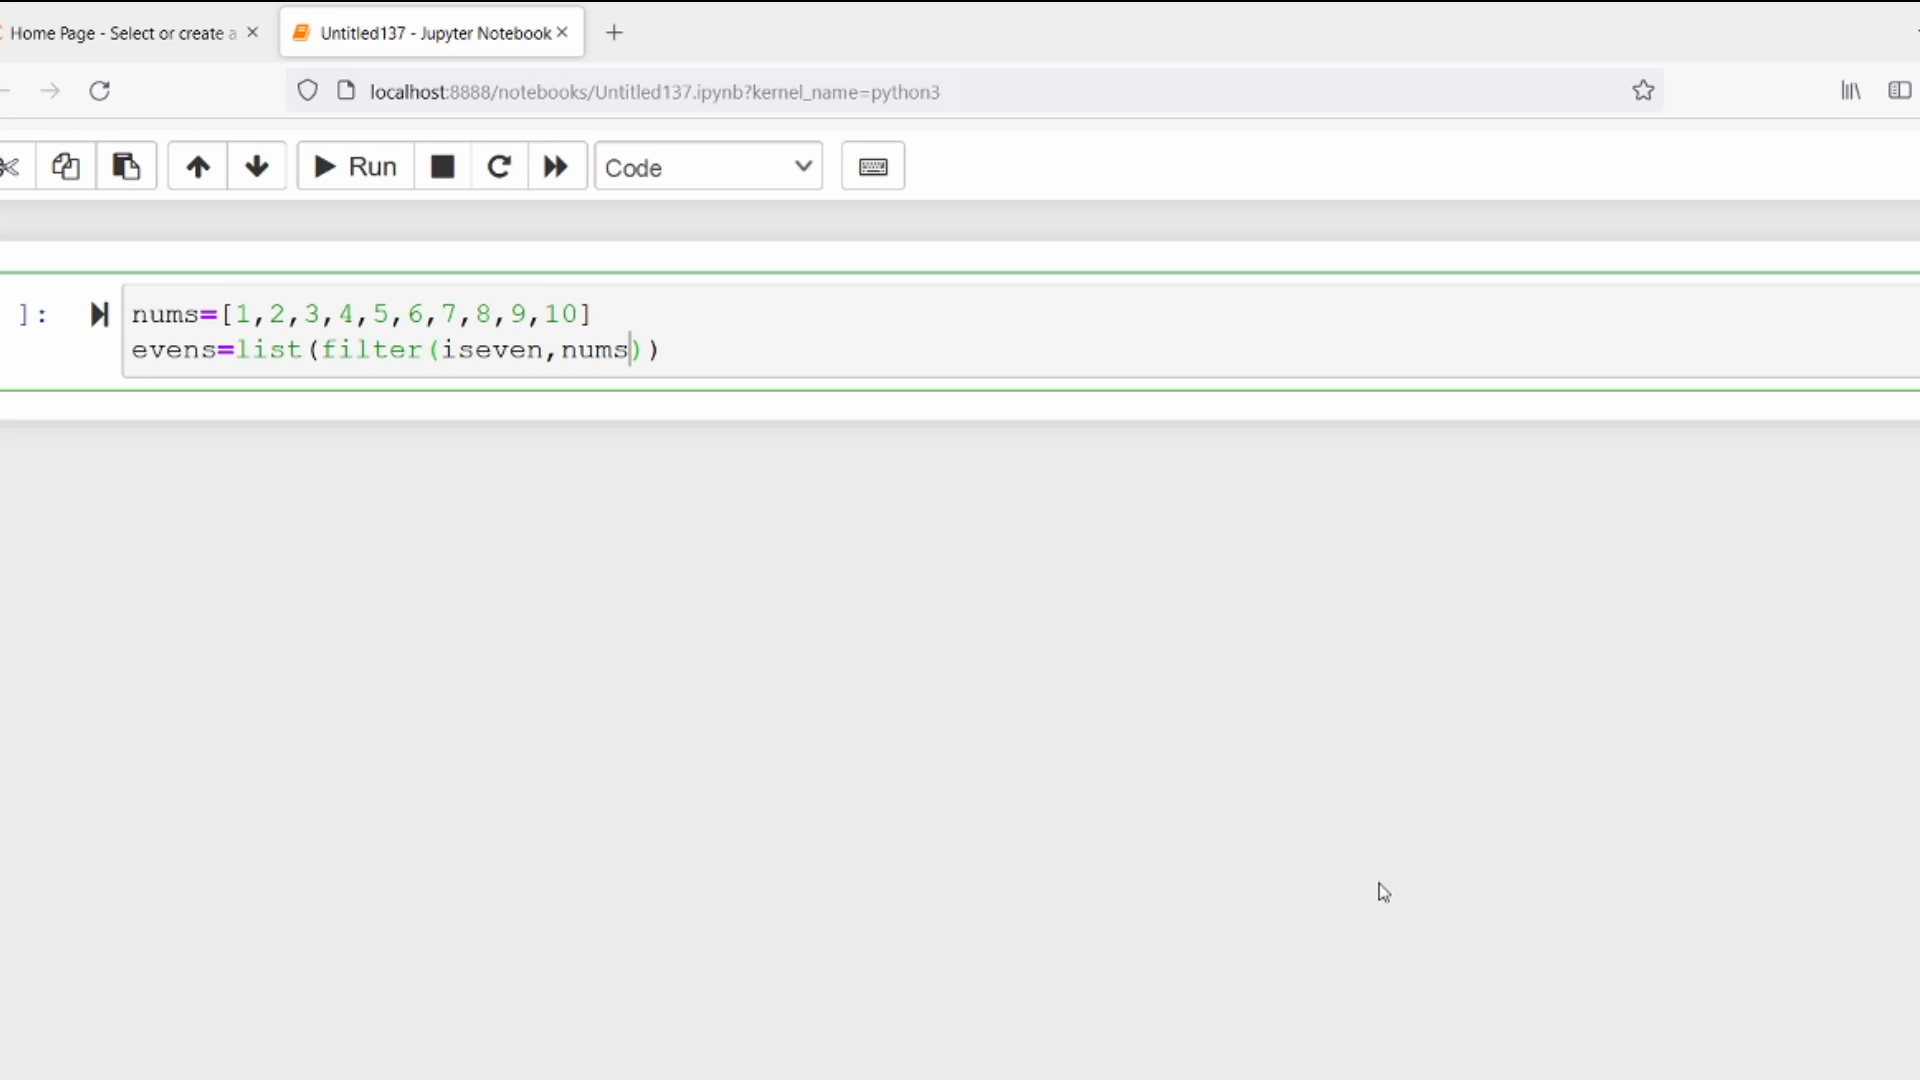 Home Page - Select or create a
Untitled137 - Jupyter Notebook
localhost:8888/notebooks/Untitled137.ipynb?kernel_name=python3
Run
Code
]:
nums=[1,2,3,4,5,6,7,8,9,10]
evens=list(filter(iseven,nums))